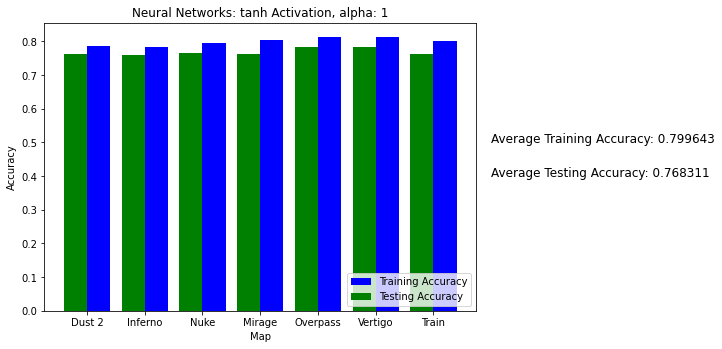 Neural Networks: tanh Activation, alpha: 1
Accuracy
0.8
0.7
0.6
0.5
0.4
0.3
0.2
0.1
0.0
Average Training Accuracy: 0.799643
Average Testing Accuracy: 0.768311
Training Accuracy
Testing Accuracy
Dust 2 Inferno Nuke Mirage Overpass Vertigo Train
Map